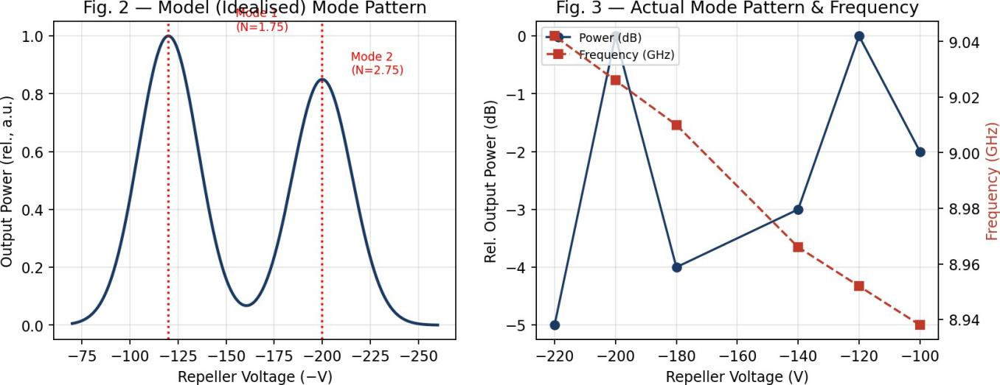 Fig. 2 — Model (Idealised) Mode Pattern
Mode 1
(N=1.75)
Mode 2
(N=2.75)
Output Power (rel., a.u.)
1.0
0.8
0.6
0.4
0.2
0.0
−75 −100 −125 −150 −175 −200 −225 −250
Repeller Voltage (−V)
Fig. 3 — Actual Mode Pattern & Frequency
Power (dB)
Frequency (GHz)
Rel. Output Power (dB)
0
−1
−2
−3
−4
−5
−220 −200 −180 −160 −140 −120 −100
Repeller Voltage (V)
9.04
9.02
9.00
8.98
8.96
8.94
Frequency (GHz)